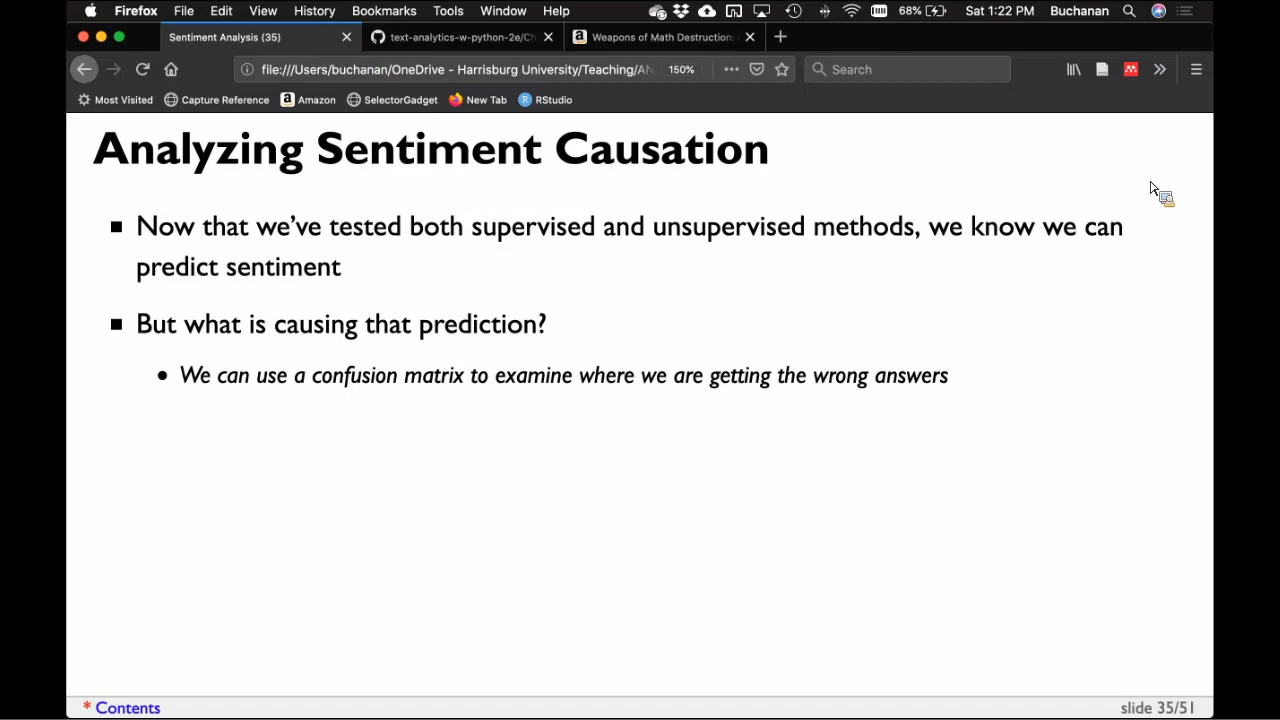 Firefox File Edit View History Bookmarks Tools Window Help 68% Sat 1:22 PM Buchanan
Sentiment Analysis (35) text-analytics-w-python-2e/Ch Weapons of Math Destruction:
file:///Users/buchanan/OneDrive - Harrisburg University/Teaching/AN 150% Search
Most Visited Capture Reference Amazon SelectorGadget New Tab RStudio
Analyzing Sentiment Causation
Now that we've tested both supervised and unsupervised methods, we know we can
predict sentiment
But what is causing that prediction?
We can use a confusion matrix to examine where we are getting the wrong answers
* Contents slide 35/51